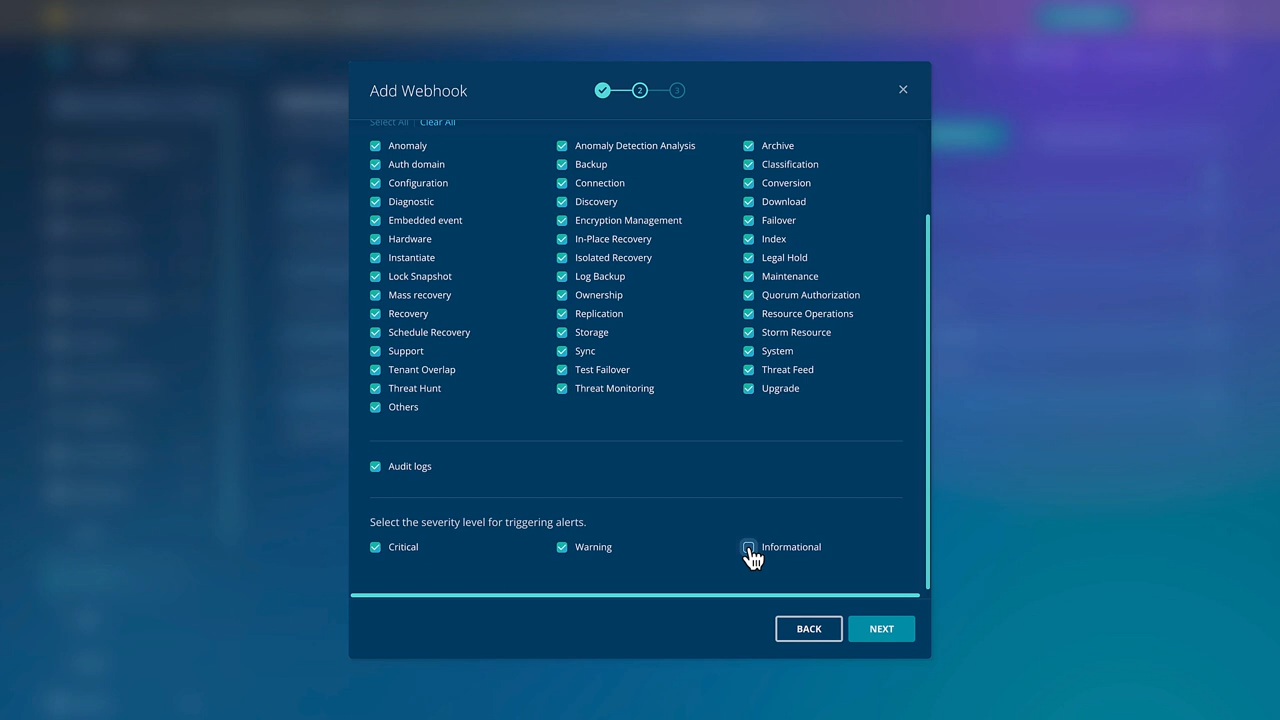 Add Webhook
2
3
Select All | Clear All
Anomaly Anomaly Detection Analysis Archive
Auth domain Backup Classification
Configuration Connection Conversion
Diagnostic Discovery Download
Embedded event Encryption Management Failover
Hardware In-Place Recovery Index
Instantiate Isolated Recovery Legal Hold
Lock Snapshot Log Backup Maintenance
Mass recovery Ownership Quorum Authorization
Recovery Replication Resource Operations
Schedule Recovery Storage Storm Resource
Support Sync System
Tenant Overlap Test Failover Threat Feed
Threat Hunt Threat Monitoring Upgrade
Others
Audit logs
Select the severity level for triggering alerts.
Critical Warning Informational
BACK NEXT